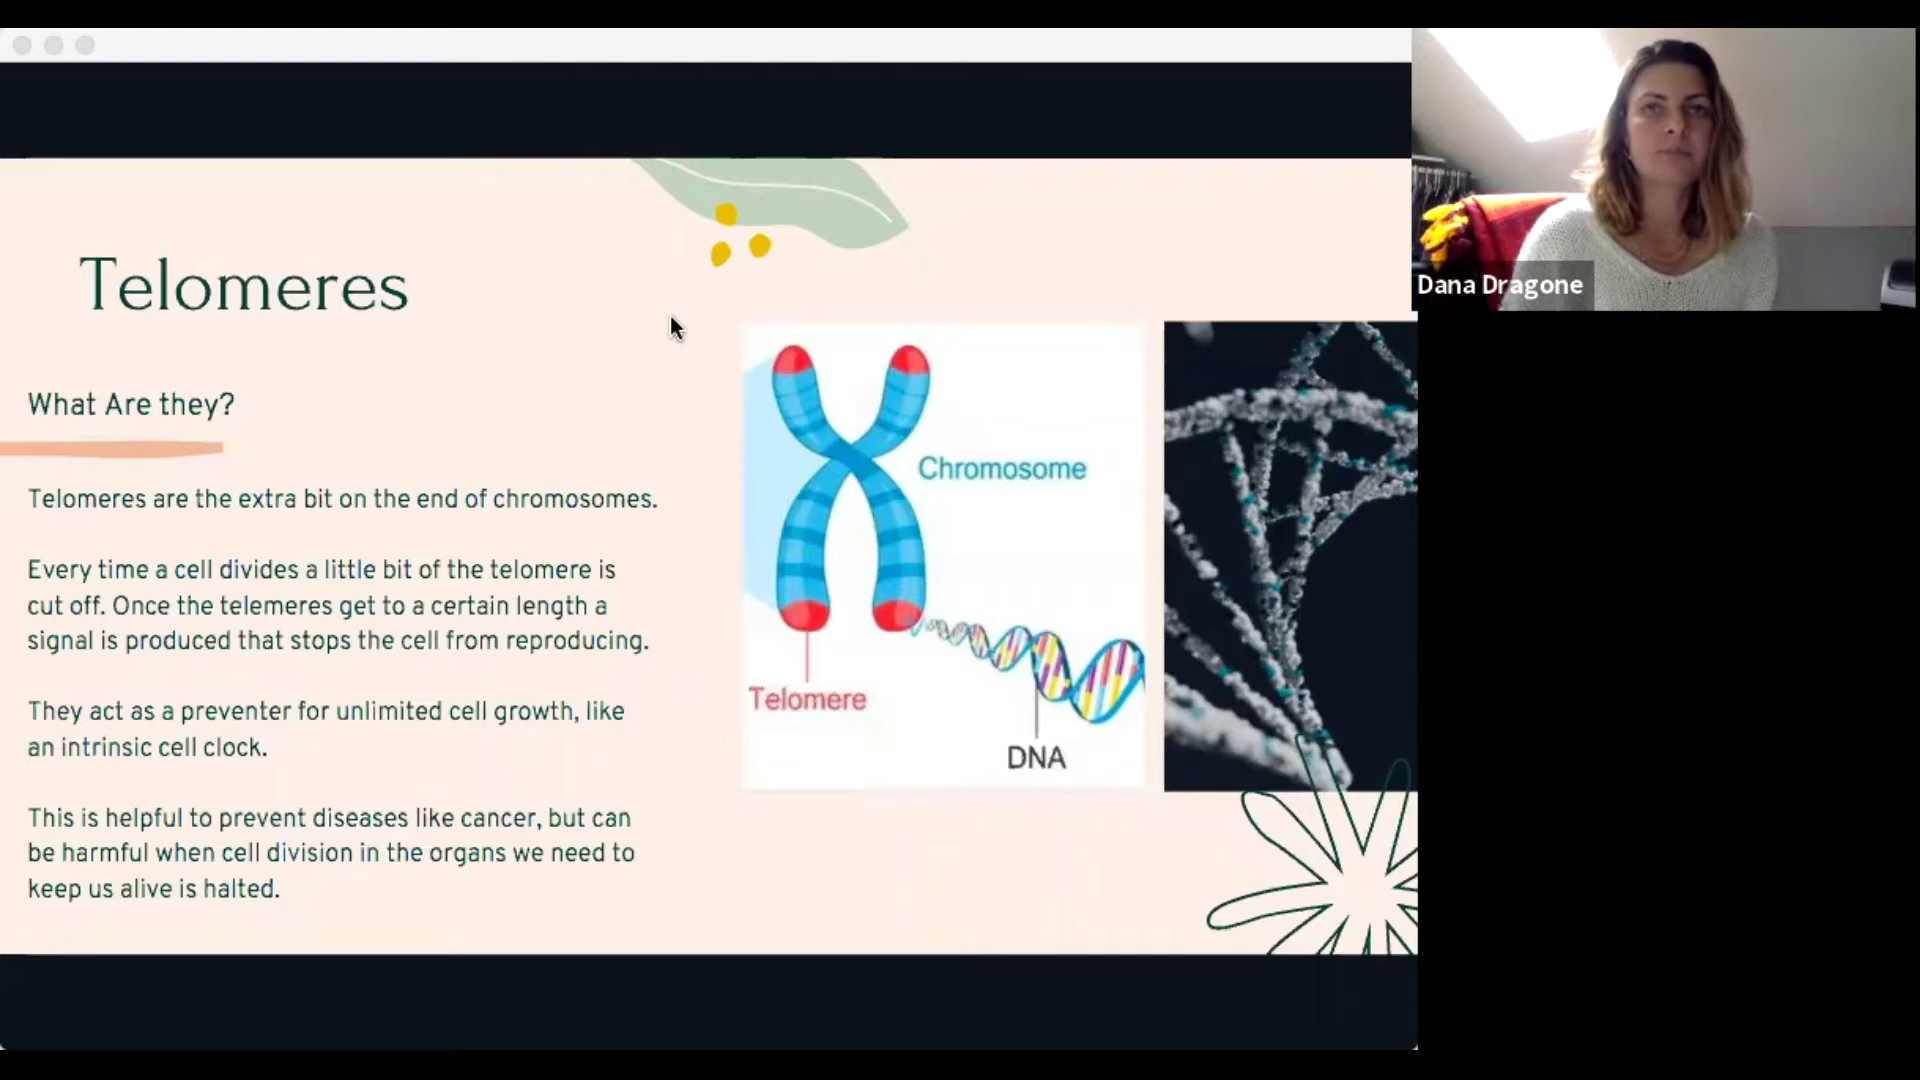 Telomeres
What Are they?
Telomeres are the extra bit on the end of chromosomes.
Every time a cell divides a little bit of the telomere is
cut off. Once the telemeres get to a certain length a
signal is produced that stops the cell from reproducing.
They act as a preventer for unlimited cell growth, like
an intrinsic cell clock.
This is helpful to prevent diseases like cancer, but can
be harmful when cell division in the organs we need to
keep us alive is halted.
Chromosome
Telomere
DNA
Dana Dragone